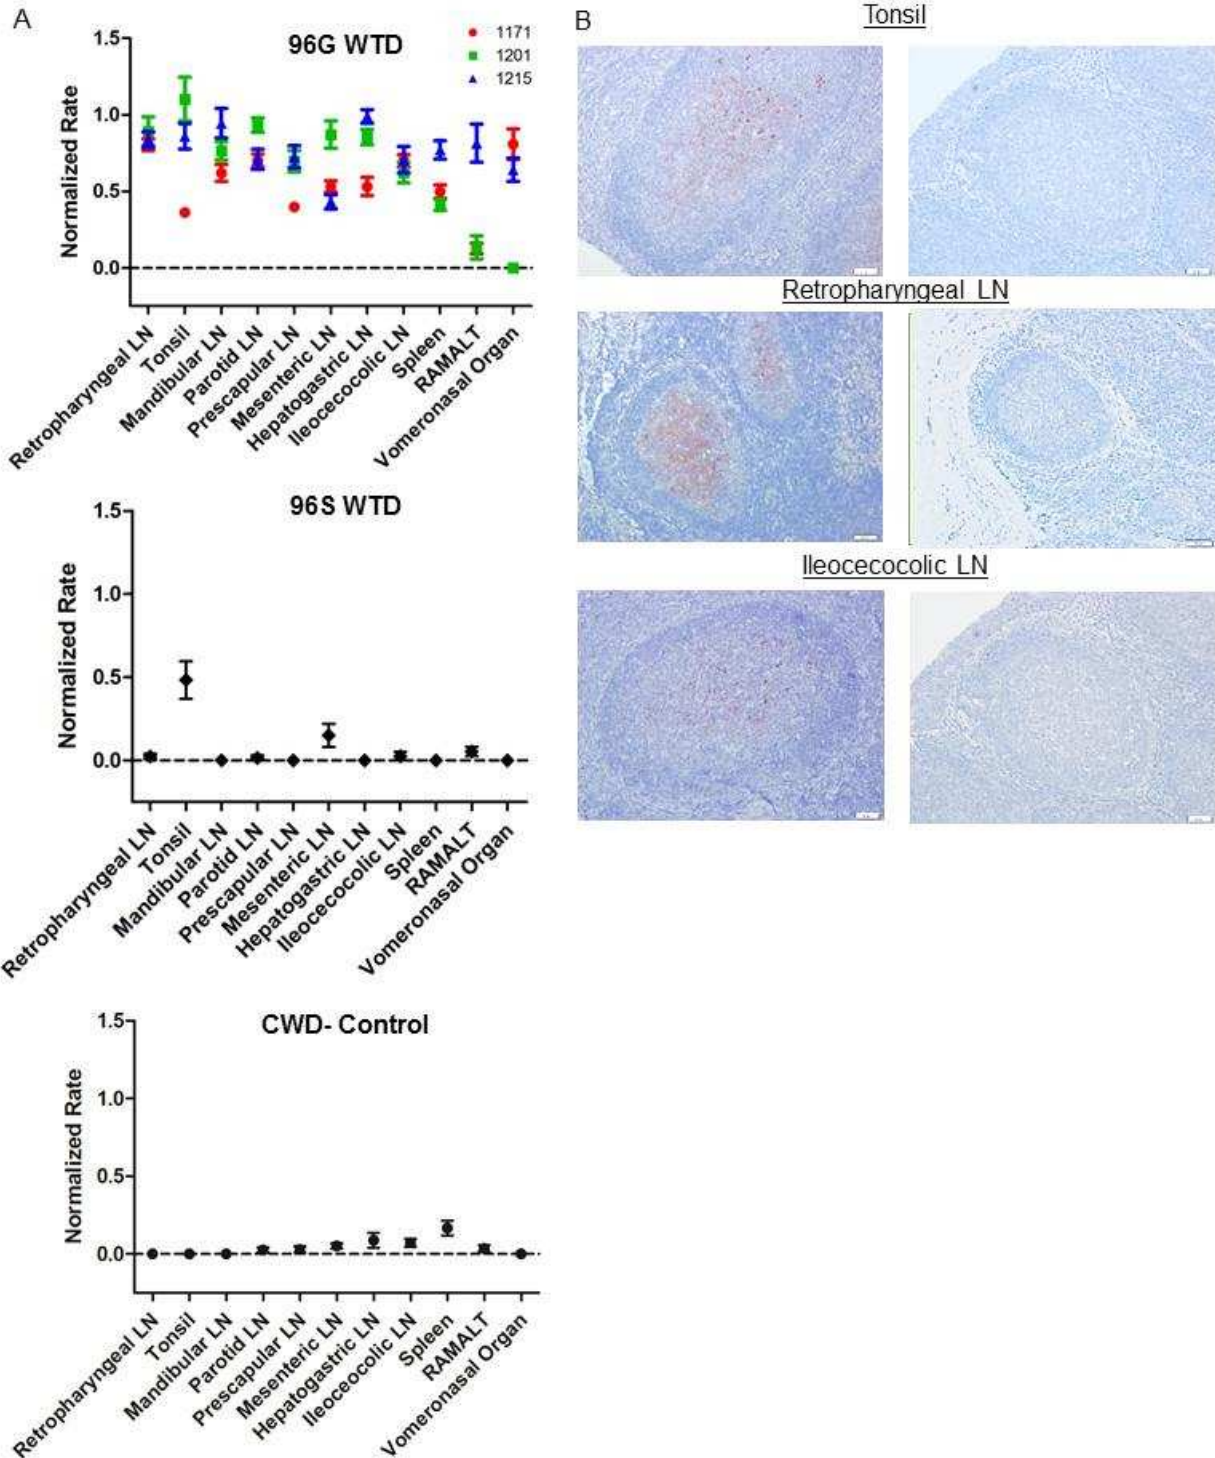 A
96G WTD
1171
1201
1215
1.5
1.0
0.5
0.0
Normalized Rate
Retropharyngeal LN
Tonsil
Mandibular LN
Parotid LN
Prescapular LN
Mesenteric LN
Hepatogastric LN
Ileocecocolic LN
Spleen
RAMALT
Vomeronasal Organ
96S WTD
1.5
1.0
0.5
0.0
Normalized Rate
Retropharyngeal LN
Tonsil
Mandibular LN
Parotid LN
Prescapular LN
Mesenteric LN
Hepatogastric LN
Ileocecocolic LN
Spleen
RAMALT
Vomeronasal Organ
CWD- Control
1.5
1.0
0.5
0.0
Normalized Rate
Retropharyngeal LN
Tonsil
Mandibular LN
Parotid LN
Prescapular LN
Mesenteric LN
Hepatogastric LN
Ileoceocolic LN
Spleen
RAMALT
Vomeronasal Organ
B
Tonsil
Retropharyngeal LN
Ileocecocolic LN